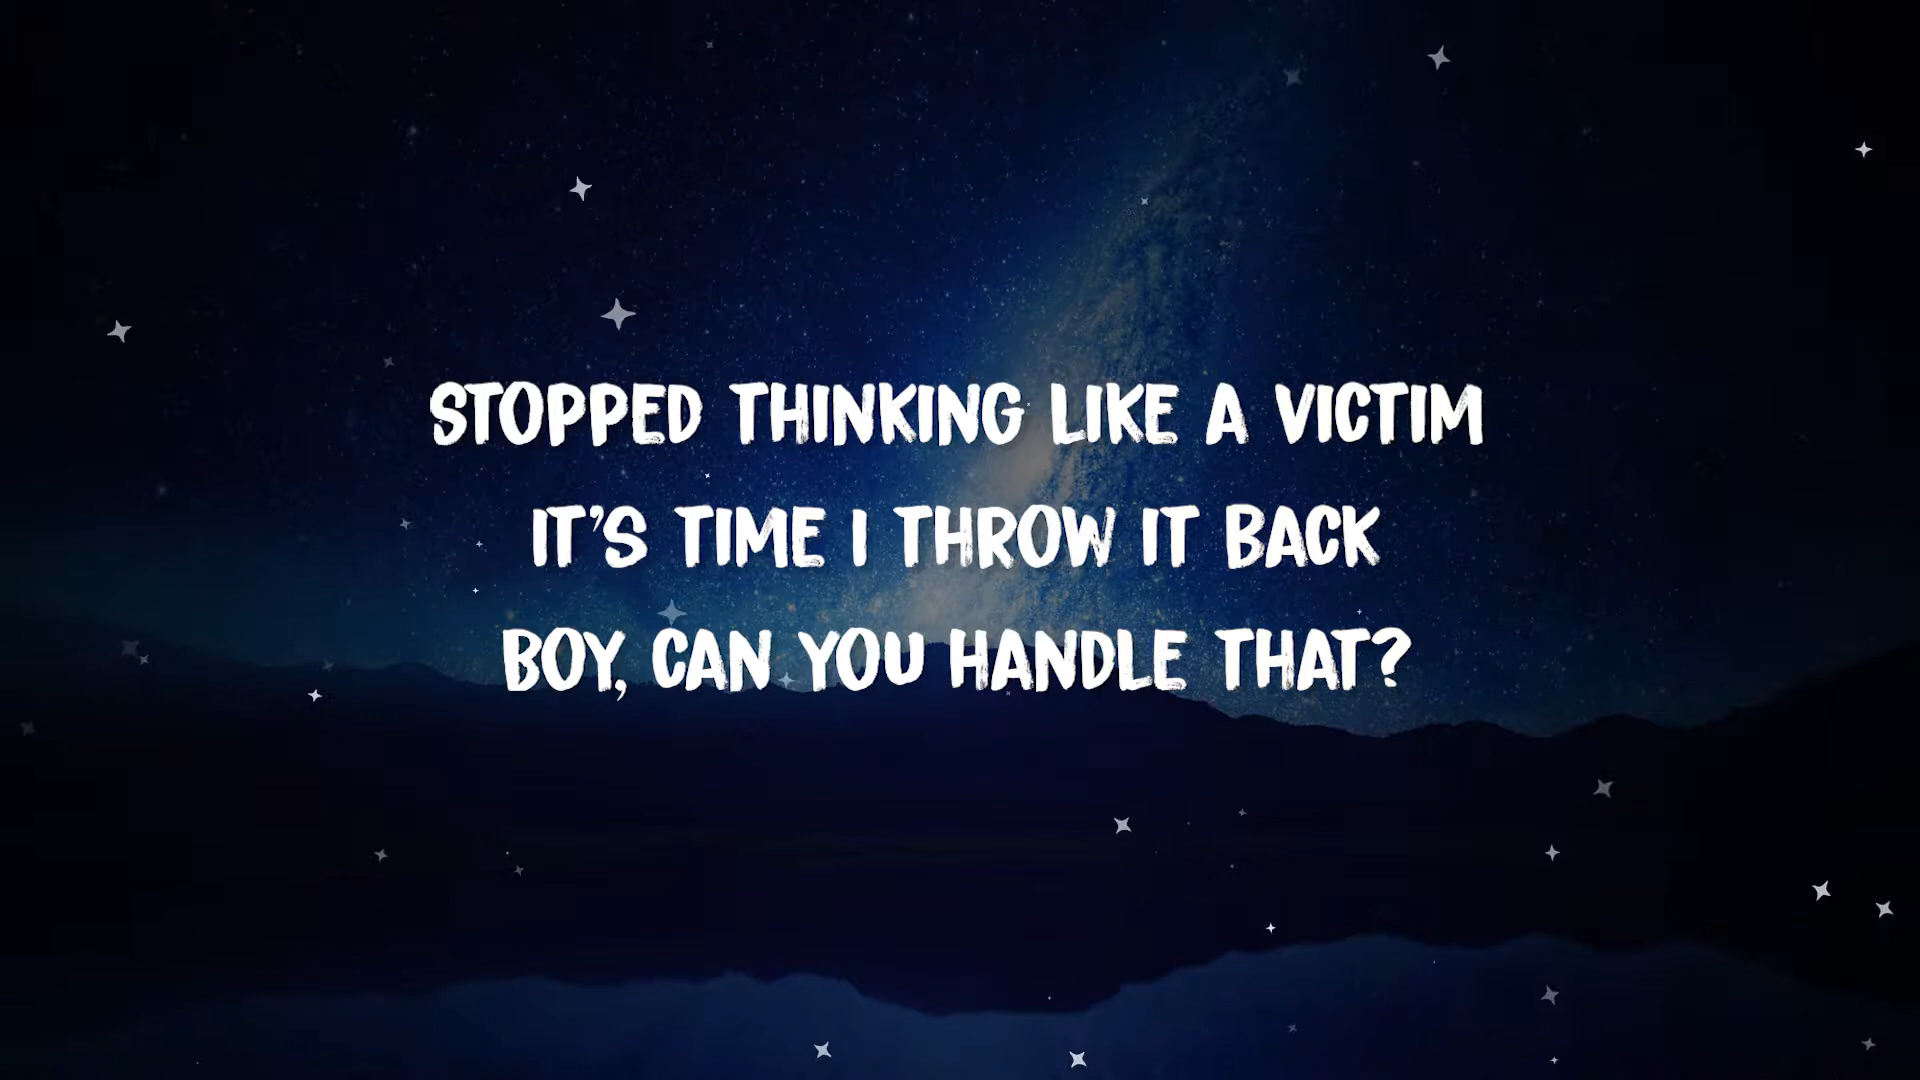 STOPPED THINKING LIKE A VICTIM
IT'S TIME I THROW IT BACK
BOY, CAN YOU HANDLE THAT?